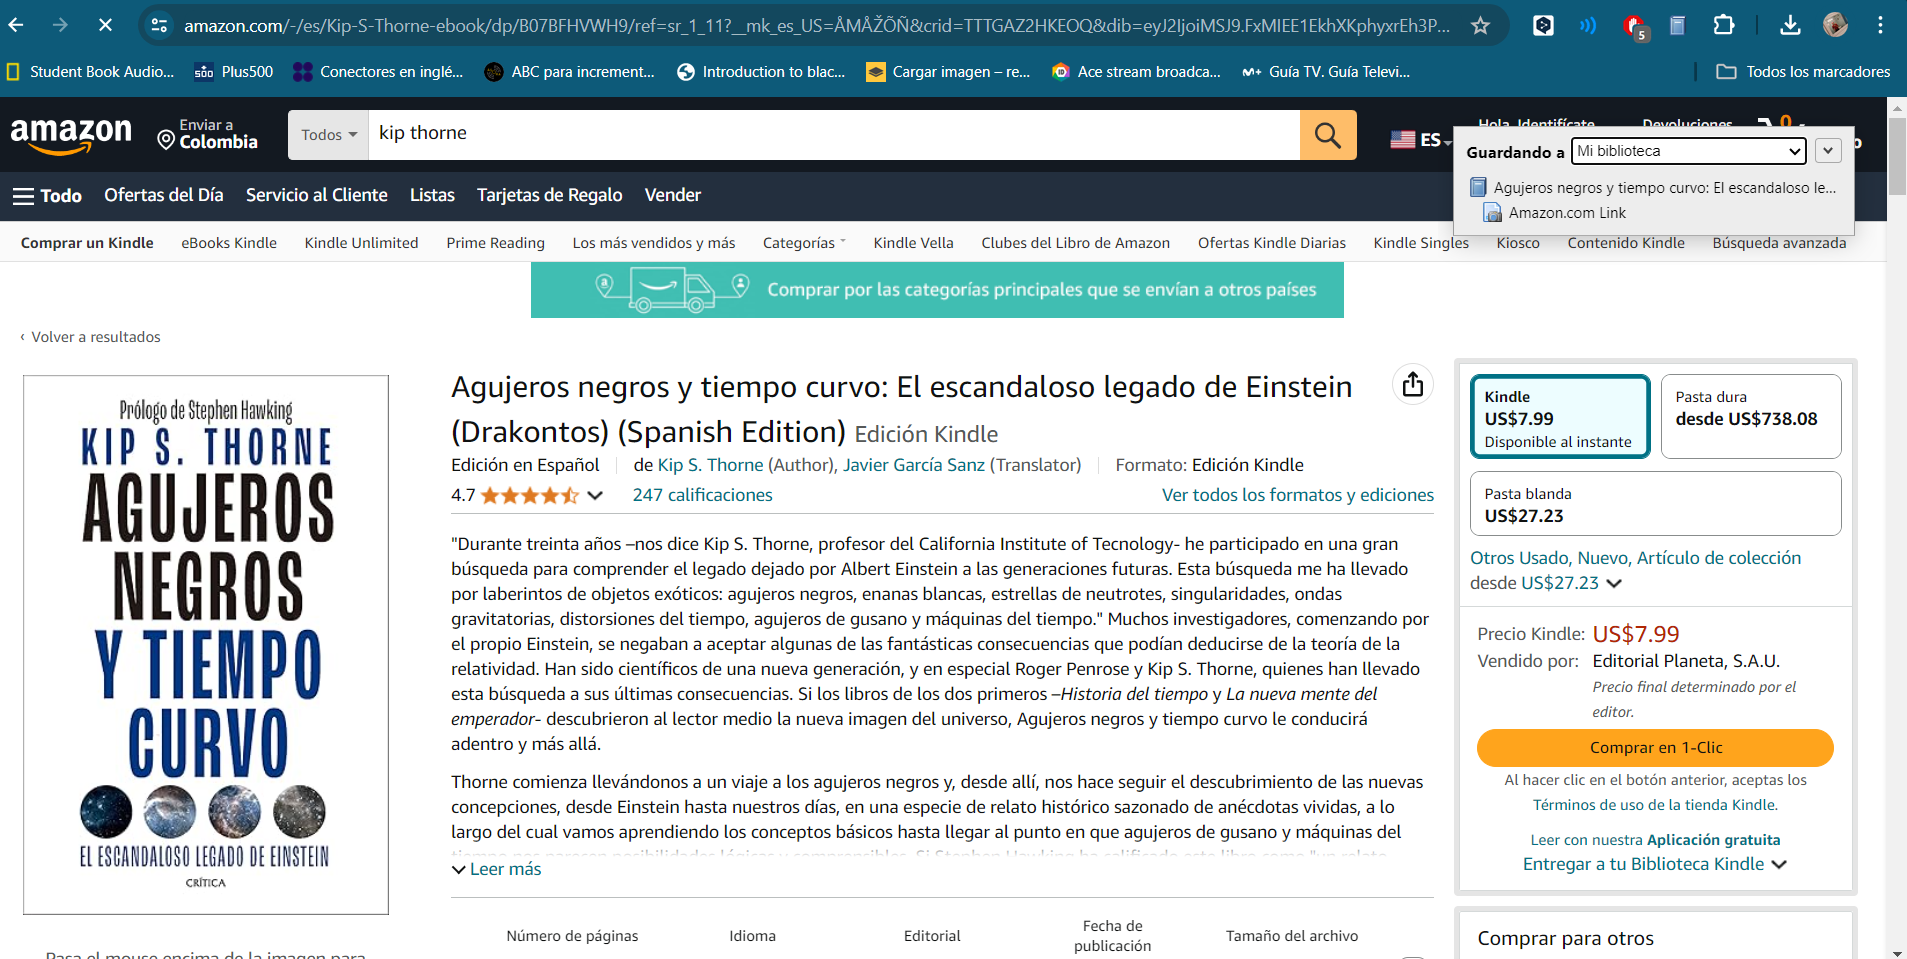 amazon.com/-/es/Kip-S-Thorne-ebook/dp/B07BFHVWH9/ref=sr_1_11?__mk_es_US=ÅMÅŽÕÑ&crid=TTTGAZ2HKEOQ&dib=eyJ2IjoiMSJ9.FxMIEE1EkhXKphyxrEh3P...
5
Student Book Audio...
Plus500
Conectores en inglé...
ABC para increment...
Introduction to blac...
Cargar imagen – re...
Ace stream broadca...
Guía TV. Guía Televi...
Todos los marcadores
amazon
Enviar a
Colombia
Todos
kip thorne
ES
Hola, Identifícate
Devoluciones
0
Guardando a
Mi biblioteca
Agujeros negros y tiempo curvo: El escandaloso le...
Amazon.com Link
Todo
Ofertas del Día
Servicio al Cliente
Listas
Tarjetas de Regalo
Vender
Comprar un Kindle
eBooks Kindle
Kindle Unlimited
Prime Reading
Los más vendidos y más
Categorías
Kindle Vella
Clubes del Libro de Amazon
Ofertas Kindle Diarias
Kindle Singles
Kiosco
Contenido Kindle
Búsqueda avanzada
Comprar por las categorías principales que se envían a otros países
‹ Volver a resultados
Prólogo de Stephen Hawking
KIP S. THORNE
AGUJEROS
NEGROS
Y TIEMPO
CURVO
EL ESCANDALOSO LEGADO DE EINSTEIN
CRÍTICA
Pasa el mouse encima de la imagen para
Agujeros negros y tiempo curvo: El escandaloso legado de Einstein
(Drakontos) (Spanish Edition) Edición Kindle
Edición en Español
de Kip S. Thorne (Author), Javier García Sanz (Translator)
Formato: Edición Kindle
4.7
247 calificaciones
Ver todos los formatos y ediciones
"Durante treinta años –nos dice Kip S. Thorne, profesor del California Institute of Tecnology- he participado en una gran
búsqueda para comprender el legado dejado por Albert Einstein a las generaciones futuras. Esta búsqueda me ha llevado
por laberintos de objetos exóticos: agujeros negros, enanas blancas, estrellas de neutrotes, singularidades, ondas
gravitatorias, distorsiones del tiempo, agujeros de gusano y máquinas del tiempo." Muchos investigadores, comenzando por
el propio Einstein, se negaban a aceptar algunas de las fantásticas consecuencias que podían deducirse de la teoría de la
relatividad. Han sido científicos de una nueva generación, y en especial Roger Penrose y Kip S. Thorne, quienes han llevado
esta búsqueda a sus últimas consecuencias. Si los libros de los dos primeros –Historia del tiempo y La nueva mente del
emperador- descubrieron al lector medio la nueva imagen del universo, Agujeros negros y tiempo curvo le conducirá
adentro y más allá.
Thorne comienza llevándonos a un viaje a los agujeros negros y, desde allí, nos hace seguir el descubrimiento de las nuevas
concepciones, desde Einstein hasta nuestros días, en una especie de relato histórico sazonado de anécdotas vividas, a lo
largo del cual vamos aprendiendo los conceptos básicos hasta llegar al punto en que agujeros de gusano y máquinas del
Leer más
Número de páginas
Idioma
Editorial
Fecha de
publicación
Tamaño del archivo
Kindle
US$7.99
Disponible al instante
Pasta dura
desde US$738.08
Pasta blanda
US$27.23
Otros Usado, Nuevo, Artículo de colección
desde US$27.23
Precio Kindle: US$7.99
Vendido por: Editorial Planeta, S.A.U.
Precio final determinado por el
editor.
Comprar en 1-Clic
Al hacer clic en el botón anterior, aceptas los
Términos de uso de la tienda Kindle.
Leer con nuestra Aplicación gratuita
Entregar a tu Biblioteca Kindle
Comprar para otros